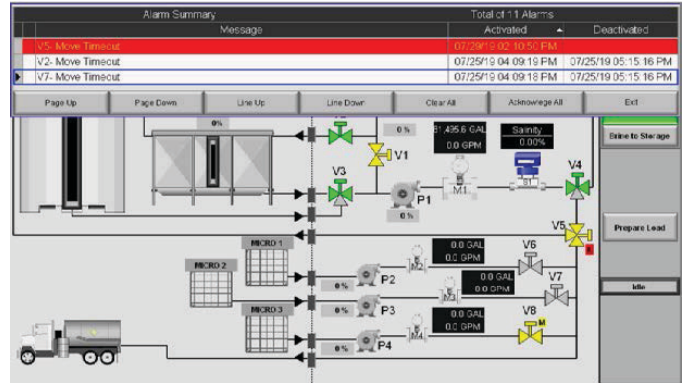 Alarm Summary Total of 11 Alarms
Message Activated Deactivated
V5- Move Timeout 07/29/19 02:10:50 PM
V2- Move Timeout 07/25/19 04:09:19 PM 07/25/19 05:15:16 PM
V7- Move Timeout 07/25/19 04:09:18 PM 07/25/19 05:15:16 PM
Page Up Page Down Line Up Line Down Clear All Acknowlege All Exit
0%
0 %
81,495.6 GAL
0.0 GPM
Salinity
0.00%
Brine to Storage
V1
V3
V4
P1
M1
S1
0 %
V5
Prepare Load
MICRO 1
0.0 GAL
0.0 GPM
V6
MICRO 2
M2
P2
0 %
0.0 GAL
0.0 GPM
V7
Idle
MICRO 3
M3
P3
0 %
0.0 GAL
0.0 GPM
V8
M
M4
P4
0 %